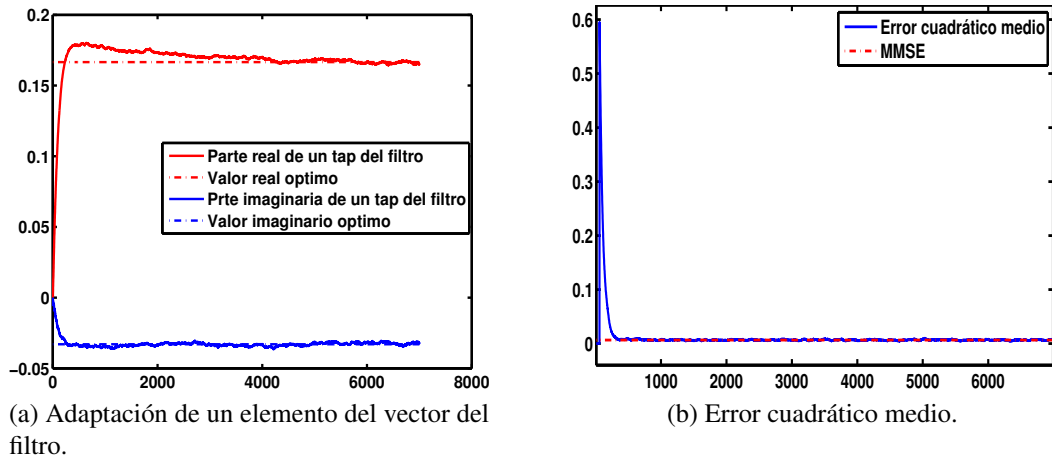 0.2
0.15
0.1
0.05
0
−0.05
0
2000
4000
6000
8000
Parte real de un tap del filtro
Valor real optimo
Prte imaginaria de un tap del filtro
Valor imaginario optimo
(a) Adaptación de un elemento del vector del
filtro.
0.6
0.5
0.4
0.3
0.2
0.1
0
1000
2000
3000
4000
5000
6000
Error cuadrático medio
MMSE
(b) Error cuadrático medio.